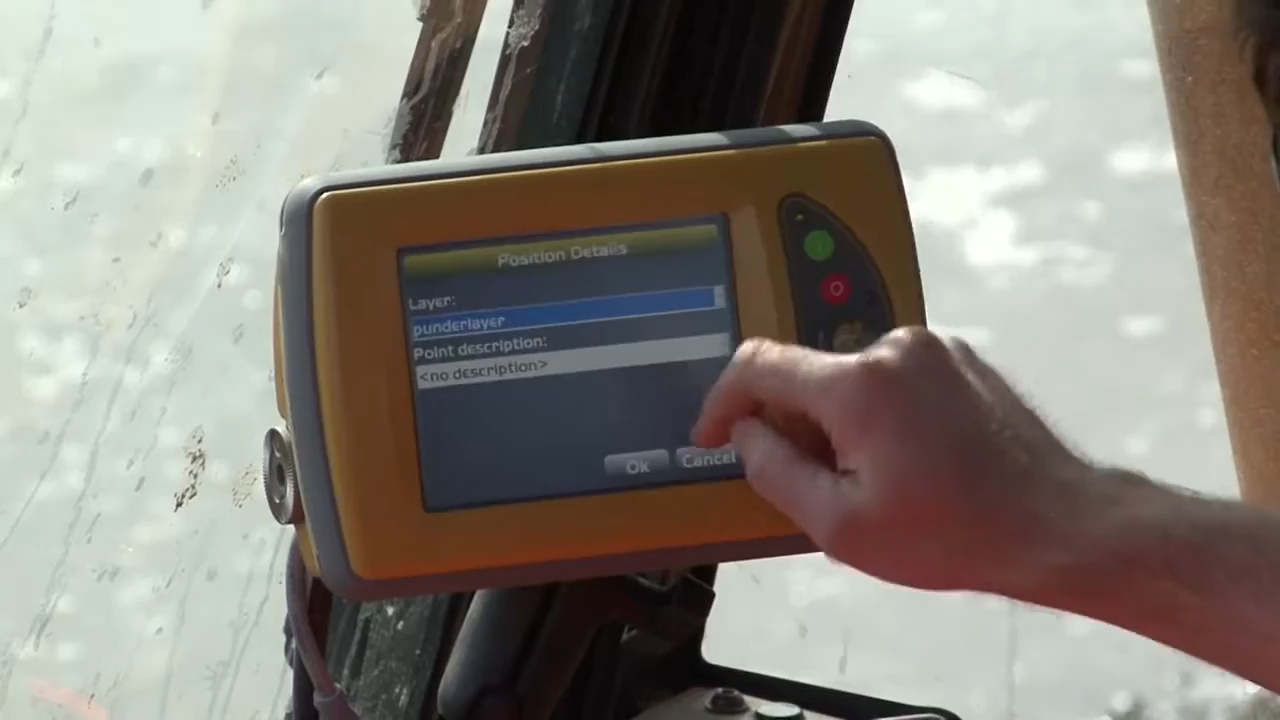 Position Details
Layer:
punderlayer
Point description:
<no description>
Ok
Cancel